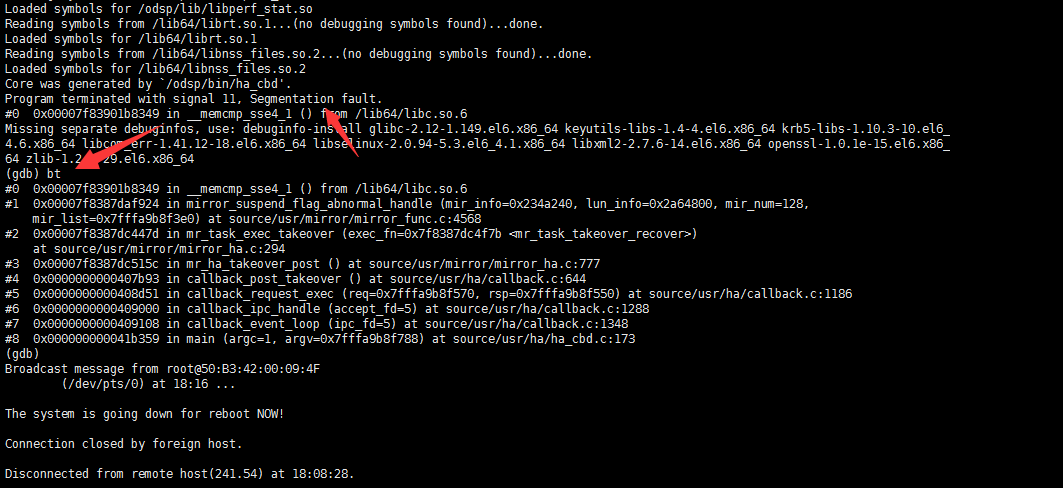 Loaded symbols for /odsp/lib/libperf_stat.so
Reading symbols from /lib64/librt.so.1...(no debugging symbols found)...done.
Loaded symbols for /lib64/librt.so.1
Reading symbols from /lib64/libnss_files.so.2...(no debugging symbols found)...done.
Loaded symbols for /lib64/libnss_files.so.2
Core was generated by `/odsp/bin/ha_cbd'.
Program terminated with signal 11, Segmentation fault.
#0  0x00007f83901b8349 in __memcmp_sse4_1 () from /lib64/libc.so.6
Missing separate debuginfos, use: debuginfo-install glibc-2.12-1.149.el6.x86_64 keyutils-libs-1.4-4.el6.x86_64 krb5-libs-1.10.3-10.el6_
4.6.x86_64 libcom_err-1.41.12-18.el6.x86_64 libselinux-2.0.94-5.3.el6_4.1.x86_64 libxml2-2.7.6-14.el6.x86_64 openssl-1.0.1e-15.el6.x86_
64 29.el6.x86_64
(gdb) bt
#0  0x00007f83901b8349 in __memcmp_sse4_1 () from /lib64/libc.so.6
#1  0x00007f8387daf924 in mirror_suspend_flag_abnormal_handle (mir_info=0x234a240, lun_info=0x2a64800, mir_num=128,
    mir_list=0x7fffa9b8f3e0) at source/usr/mirror/mirror_func.c:4568
#2  0x00007f8387dc447d in mr_task_exec_takeover (exec_fn=0x7f8387dc4f7b <mr_task_takeover_recover>)
    at source/usr/mirror/mirror_ha.c:294
#3  0x00007f8387dc515c in mr_ha_takeover_post () at source/usr/mirror/mirror_ha.c:777
#4  0x0000000000407b93 in callback_post_takeover () at source/usr/ha/callback.c:644
#5  0x0000000000408d51 in callback_request_exec (req=0x7fffa9b8f570, rsp=0x7fffa9b8f550) at source/usr/ha/callback.c:1186
#6  0x0000000000409000 in callback_ipc_handle (accept_fd=5) at source/usr/ha/callback.c:1288
#7  0x0000000000409108 in callback_event_loop (ipc_fd=5) at source/usr/ha/callback.c:1348
#8  0x000000000041b359 in main (argc=1, argv=0x7fffa9b8f788) at source/usr/ha/ha_cbd.c:173
(gdb)
Broadcast message from root@50:B3:42:00:09:4F
        (/dev/pts/0) at 18:16 ...
The system is going down for reboot NOW!
Connection closed by foreign host.
Disconnected from remote host(241.54) at 18:08:28.